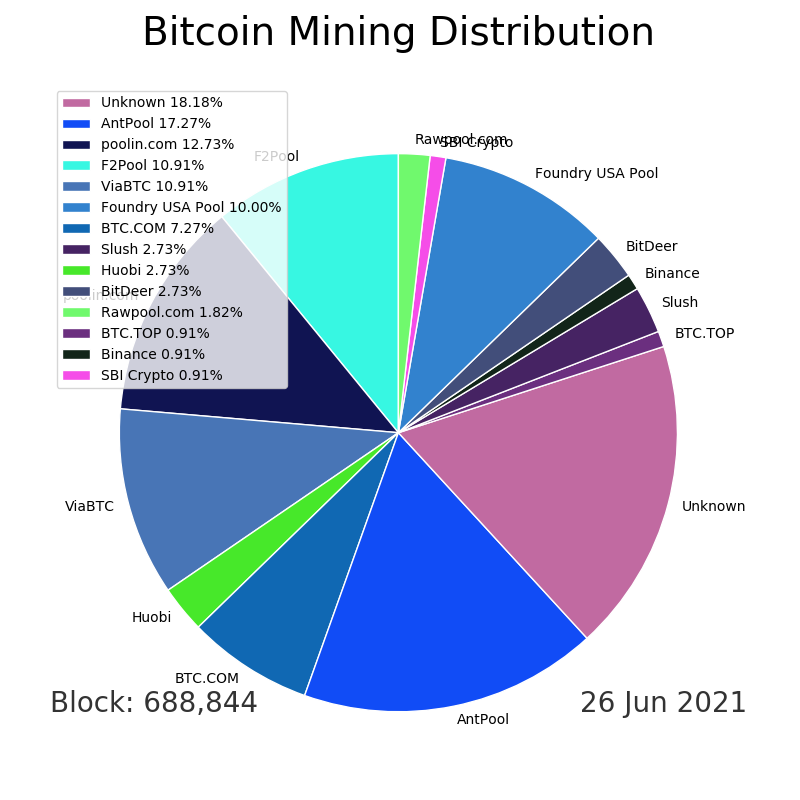 Bitcoin Mining Distribution
Unknown 18.18%
AntPool 17.27%
poolin.com 12.73%
F2Pool 10.91%
ViaBTC 10.91%
Foundry USA Pool 10.00%
BTC.COM 7.27%
Slush 2.73%
Huobi 2.73%
BitDeer 2.73%
Rawpool.com 1.82%
BTC.TOP 0.91%
Binance 0.91%
SBI Crypto 0.91%
Rawpool.com
SBI Crypto
F2Pool
Foundry USA Pool
BitDeer
Binance
poolin.com
Slush
BTC.TOP
ViaBTC
Unknown
Huobi
BTC.COM
AntPool
Block: 688,844
26 Jun 2021